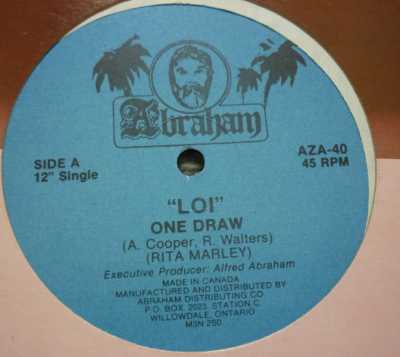 Abraham
SIDE A
12" Single
AZA-40
45 RPM
"LOI"
ONE DRAW
(A. Cooper, R. Walters)
(RITA MARLEY)
Executive Producer: Alfred Abraham
MADE IN CANADA
MANUFACTURED AND DISTRIBUTED BY
ABRAHAM DISTRIBUTING CO
P.O. BOX. 2023. STATION C.
WILLOWDALE, ONTARIO
M3N 2S0